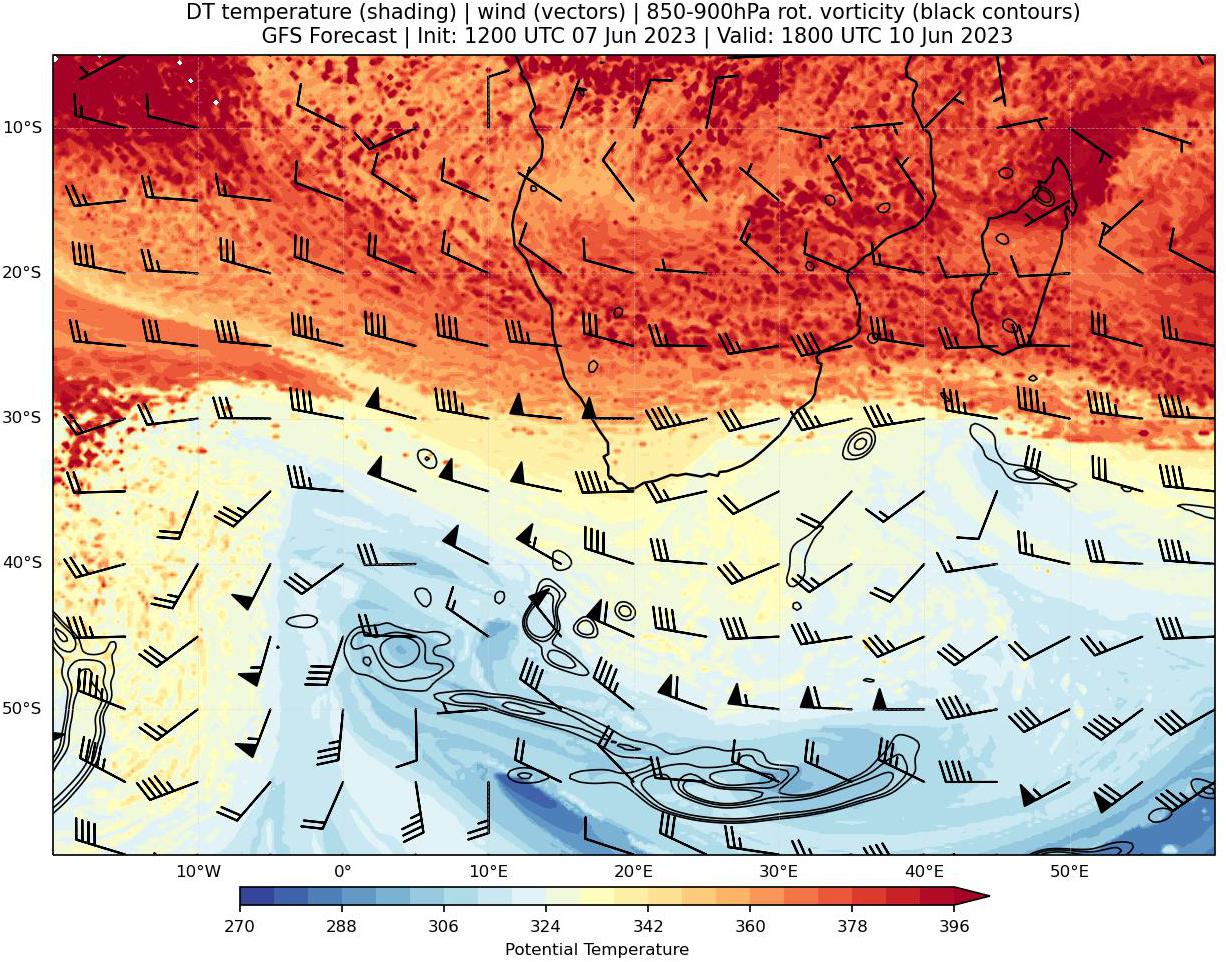 DT temperature (shading) | wind (vectors) | 850-900hPa rot. vorticity (black contours)
GFS Forecast | Init: 1200 UTC 07 Jun 2023 | Valid: 1800 UTC 10 Jun 2023
10°S
20°S
30°S
40°S
50°S
10°W 0° 10°E 20°E 30°E 40°E 50°E
270 288 306 324 342 360 378 396
Potential Temperature